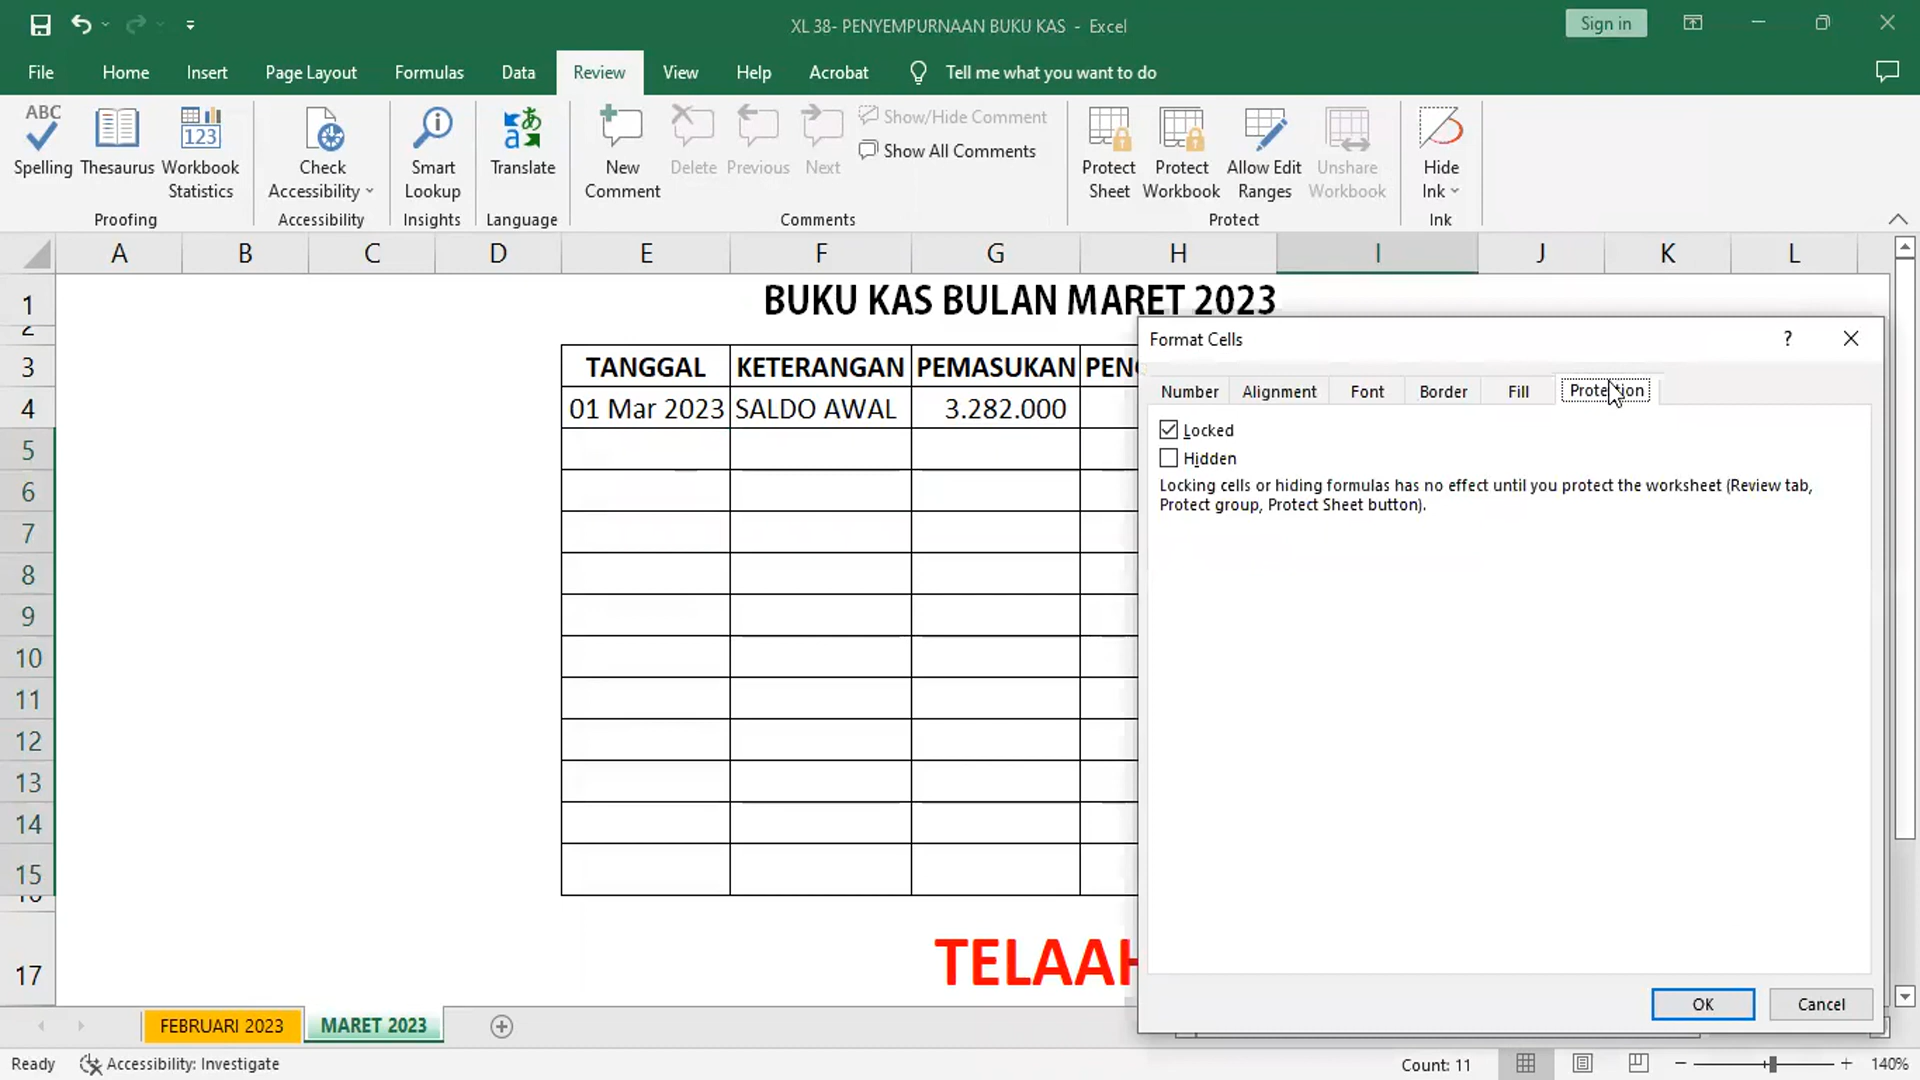 XL 38- PENYEMPURNAAN BUKU KAS - Excel
Sign in
File Home Insert Page Layout Formulas Data Review View Help Acrobat Tell me what you want to do
ABC
Spelling
Thesaurus
123
Workbook
Statistics
Proofing
Check
Accessibility
Accessibility
Smart
Lookup
Insights
Translate
Language
New
Comment
Delete
Previous
Next
Show/Hide Comment
Show All Comments
Comments
Protect
Sheet
Protect
Workbook
Allow Edit
Ranges
Unshare
Workbook
Protect
Hide
Ink
Ink
A B C D E F G H I J K L
1 BUKU KAS BULAN MARET 2023
2
3 TANGGAL KETERANGAN PEMASUKAN PENG
4 01 Mar 2023 SALDO AWAL 3.282.000
5
6
7
8
9
10
11
12
13
14
15
16
17 TELAAH
Format Cells ?
Number Alignment Font Border Fill Protection
Locked
Hidden
Locking cells or hiding formulas has no effect until you protect the worksheet (Review tab,
Protect group, Protect Sheet button).
OK Cancel
FEBRUARI 2023 MARET 2023
Ready Accessibility: Investigate Count: 11 140%